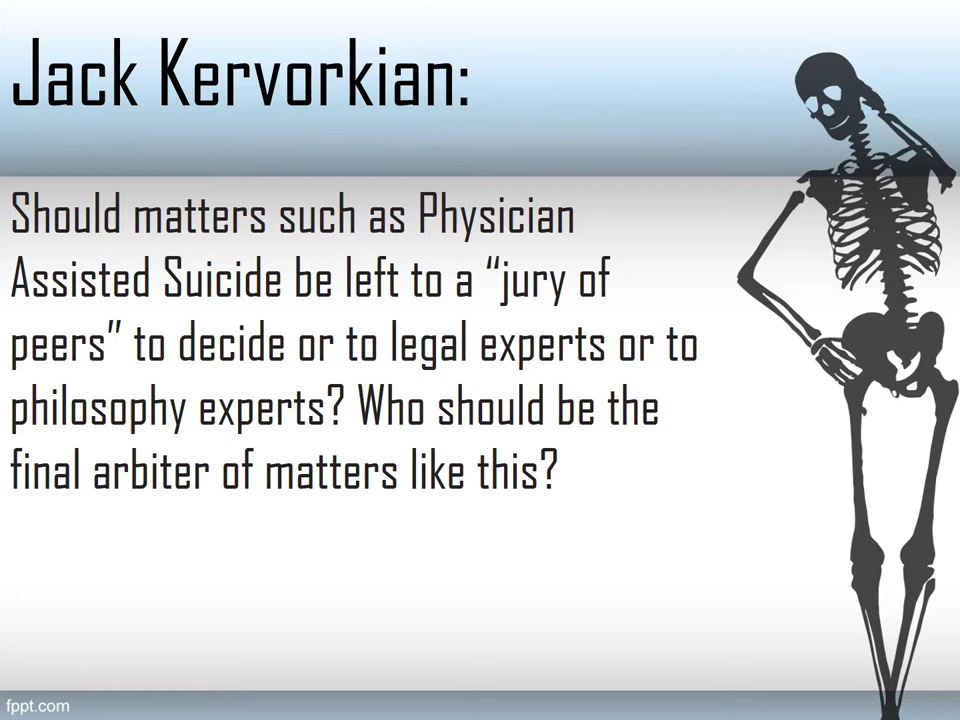 Jack Kervorkian:
Should matters such as Physician
Assisted Suicide be left to a “jury of
peers” to decide or to legal experts or to
philosophy experts? Who should be the
final arbiter of matters like this?
fppt.com